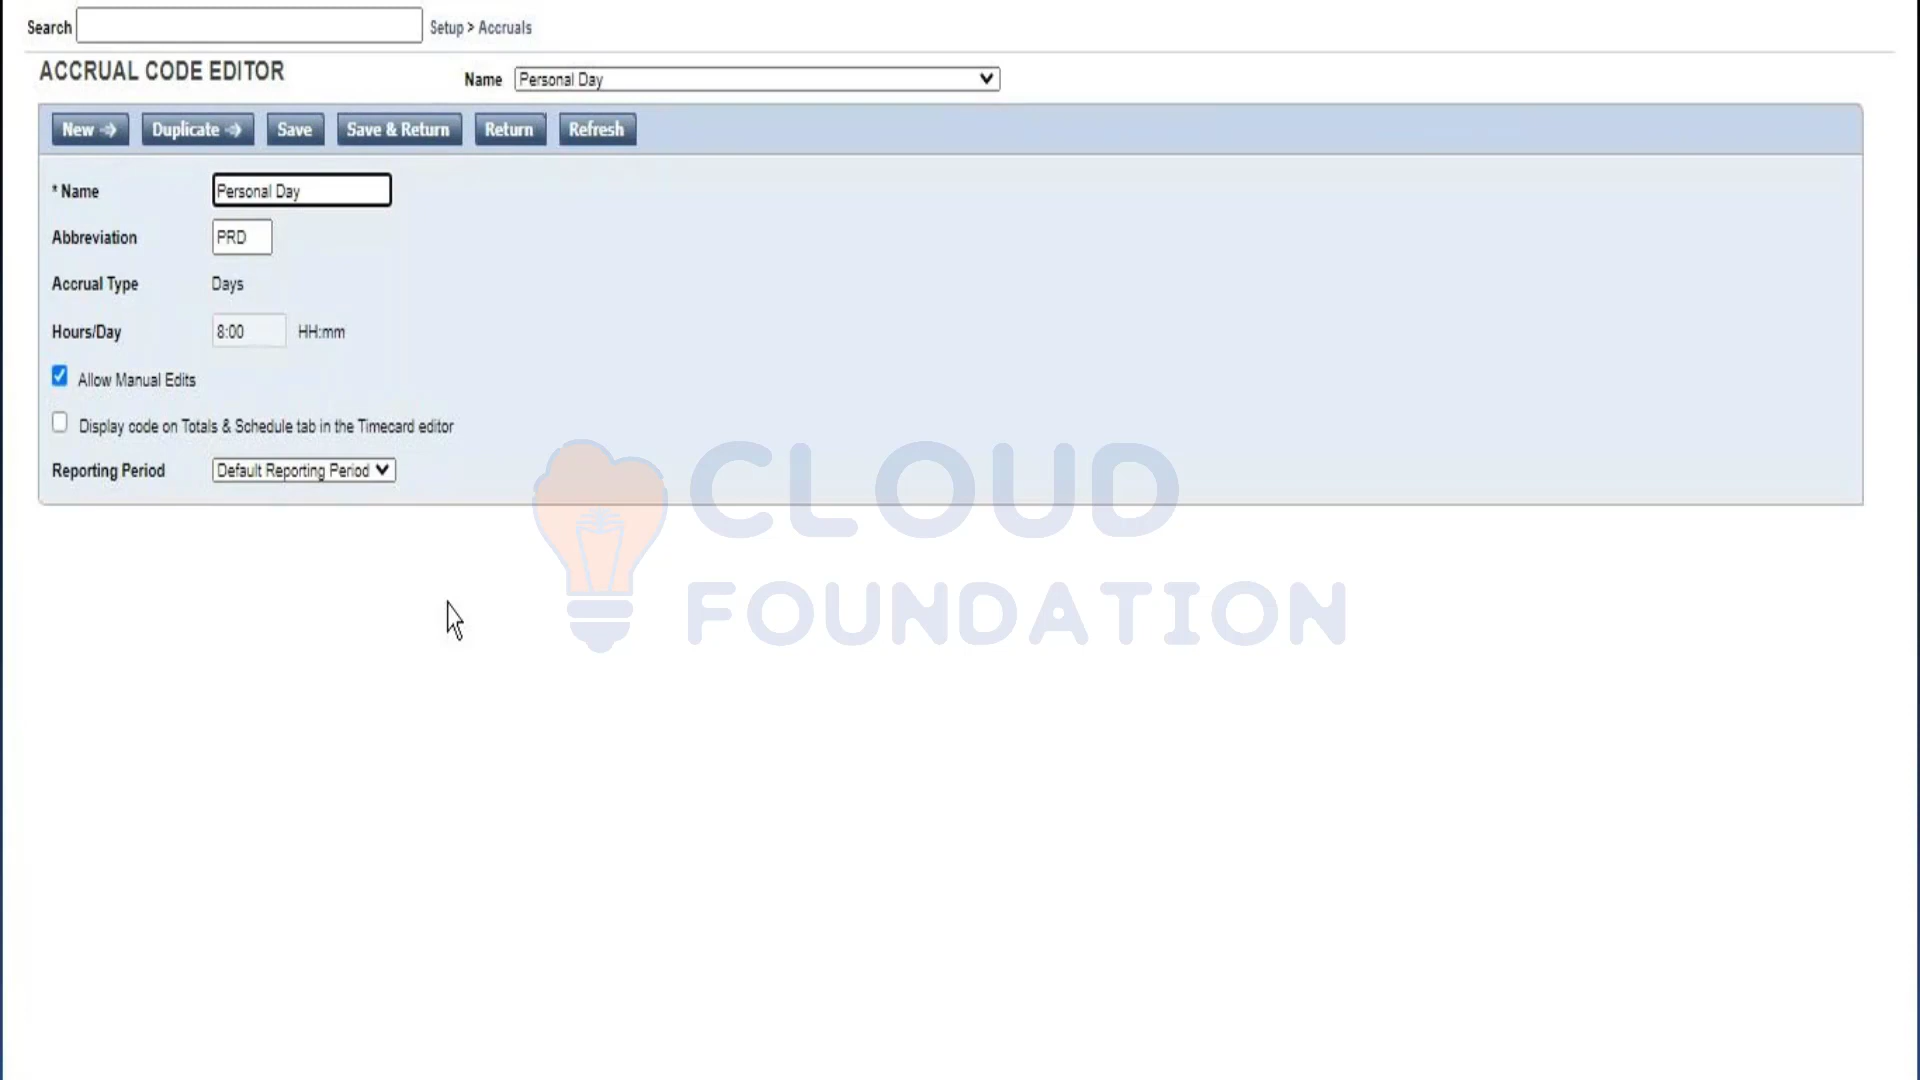 Search Setup > Accruals
ACCRUAL CODE EDITOR Name Personal Day
New Duplicate Save Save & Return Return Refresh
* Name Personal Day
Abbreviation PRD
Accrual Type Days
Hours/Day 8:00 HH:mm
Allow Manual Edits
Display code on Totals & Schedule tab in the Timecard editor
Reporting Period Default Reporting Period
CLOUD
FOUNDATION